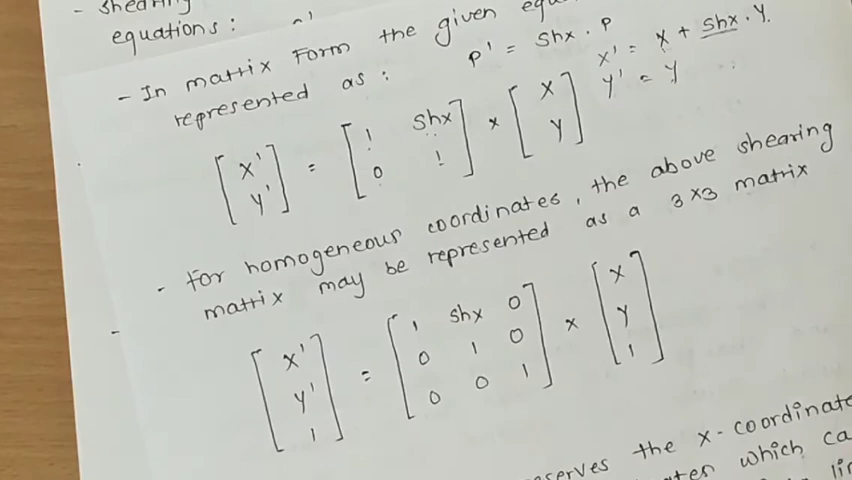 - shearing
equations:
- In matrix form the given equ
represented as : P' = Shx . P
x' = x + shx . y
y' = y
[x' y'] = [1 Shx 0 1] x [x y]
- For homogeneous coordinates, the above shearing
matrix may be represented as a 3x3 matrix
-
[x' y' 1] = [1 shx 0 0 1 0 0 0 1] x [x y 1]
the x-coordinate
which ca